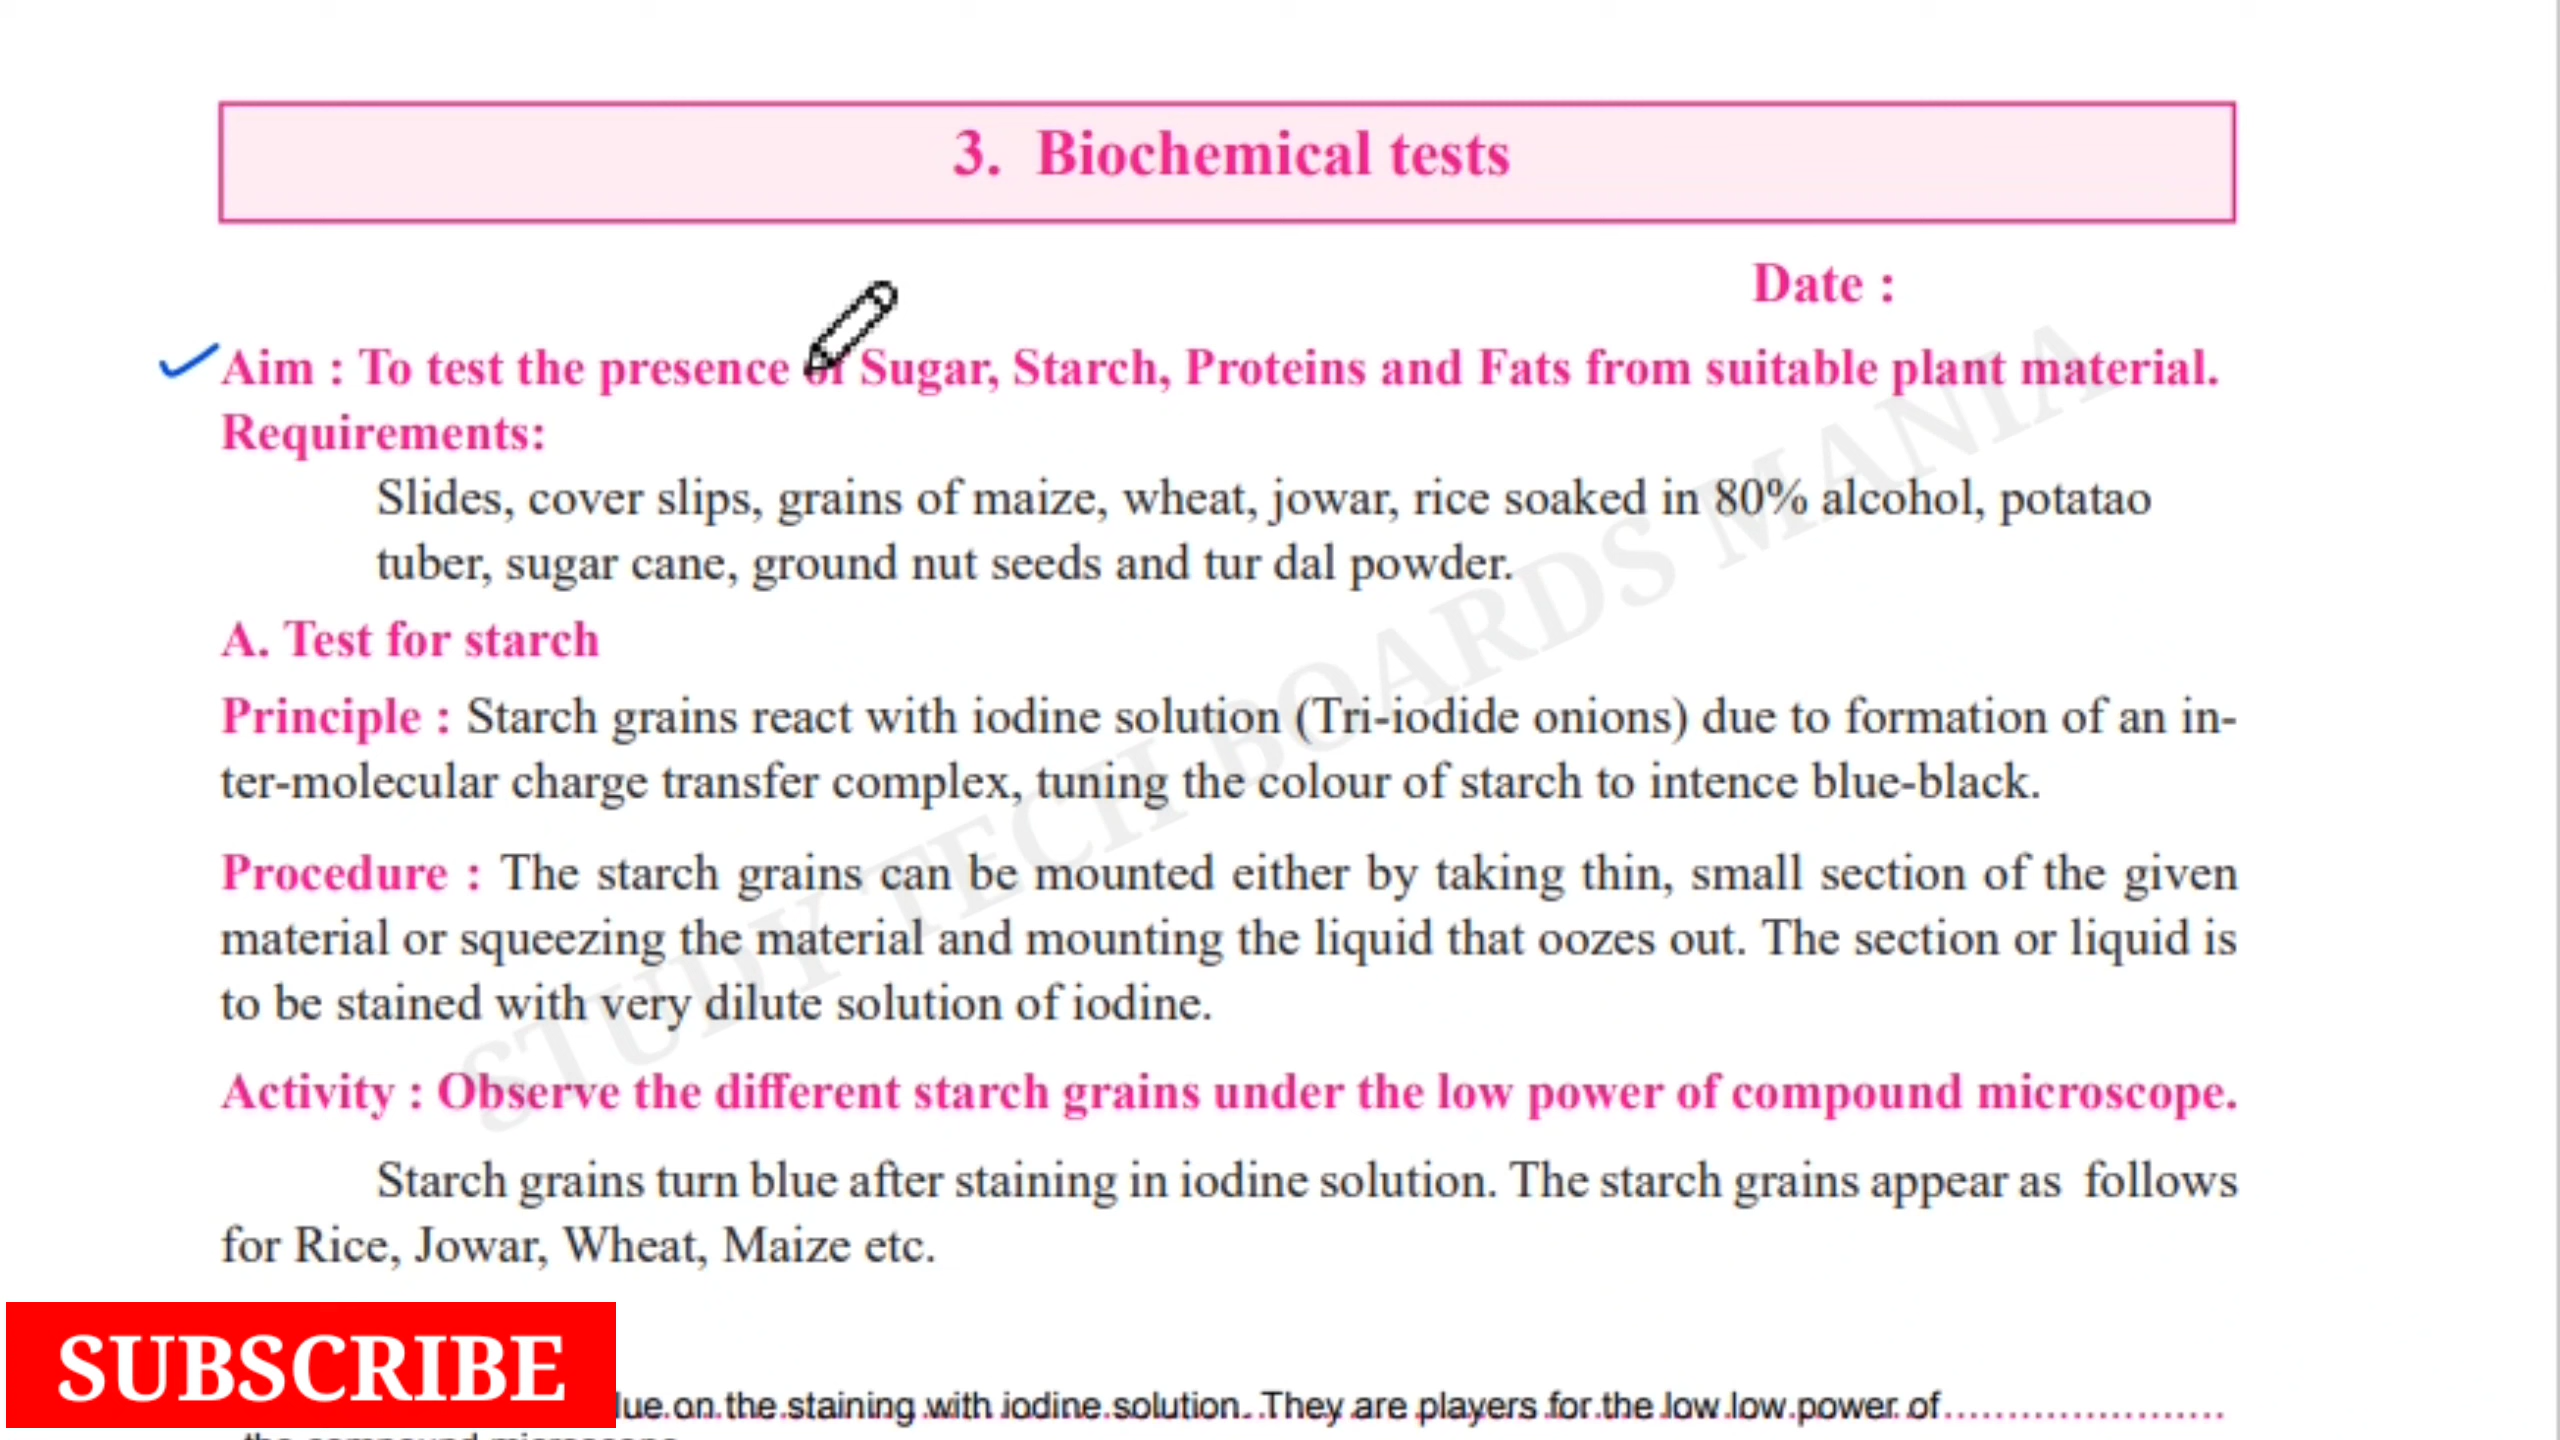 3. Biochemical tests
Date :
Aim : To test the presence of Sugar, Starch, Proteins and Fats from suitable plant material.
Requirements:
Slides, cover slips, grains of maize, wheat, jowar, rice soaked in 80% alcohol, potatao
tuber, sugar cane, ground nut seeds and tur dal powder.
A. Test for starch
Principle : Starch grains react with iodine solution (Tri-iodide onions) due to formation of an in-
ter-molecular charge transfer complex, tuning the colour of starch to intence blue-black.
Procedure : The starch grains can be mounted either by taking thin, small section of the given
material or squeezing the material and mounting the liquid that oozes out. The section or liquid is
to be stained with very dilute solution of iodine.
Activity : Observe the different starch grains under the low power of compound microscope.
Starch grains turn blue after staining in iodine solution. The starch grains appear as follows
for Rice, Jowar, Wheat, Maize etc.
SUBSCRIBE
lue on the staining with iodine solution. They are players for the low low power of
the compound microscope
STUDY TECH BOARDS MANIA